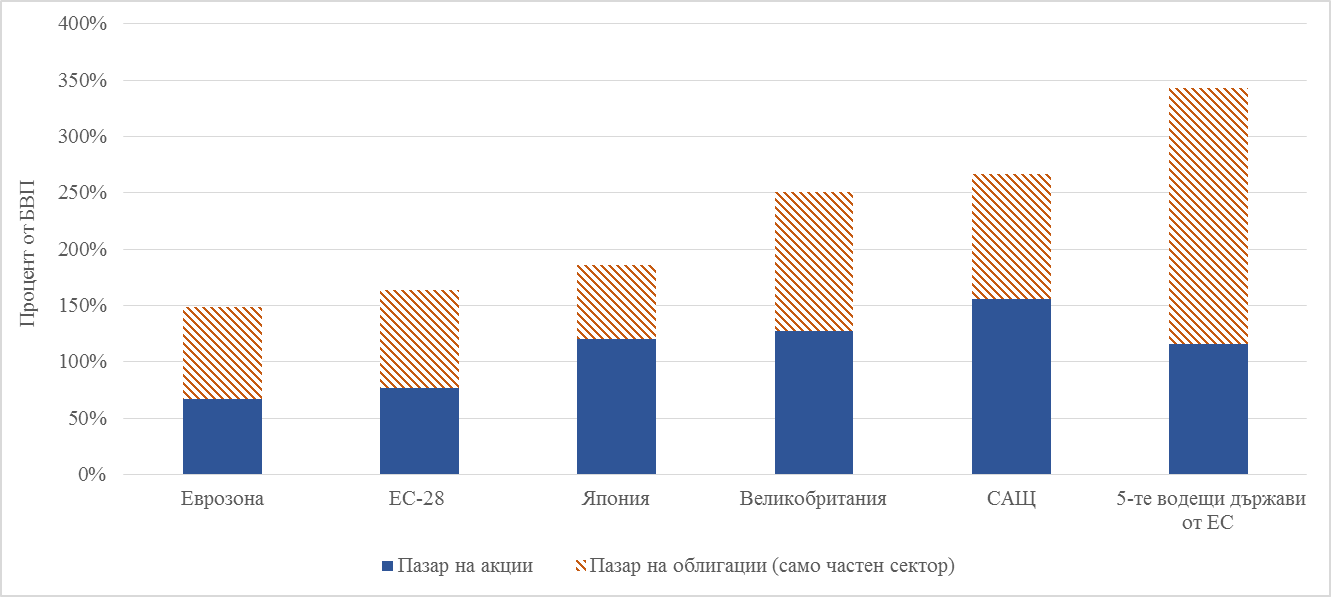 400%
350%
300%
250%
200%
150%
100%
50%
0%
Процент от БВП
Еврозона
ЕС-28
Япония
Великобритания
САЩ
5-те водещи държави
от ЕС
Пазар на акции
Пазар на облигации (само частен сектор)